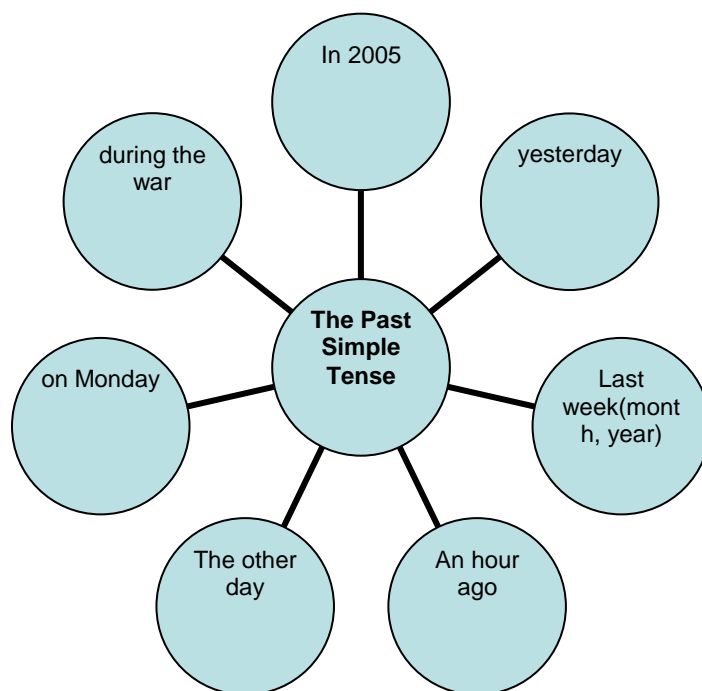 In 2005
yesterday
Last
week(mont
h, year)
An hour
ago
The other
day
on Monday
during the
war
The Past
Simple
Tense